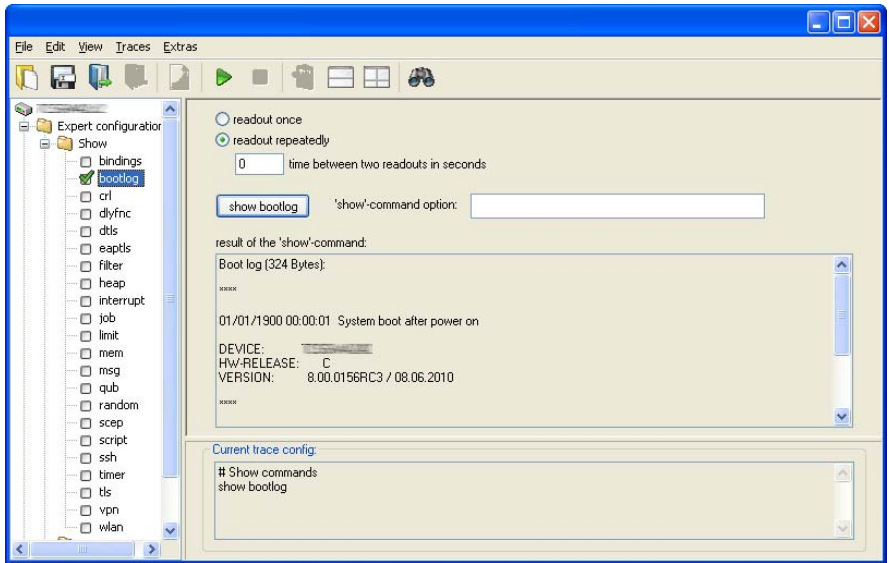 File Edit View Traces Extras
Expert configuration
Show
bindings
bootlog
crl
dlyfnc
dtls
eaptls
filter
heap
interrupt
job
limit
mem
msg
qub
random
scep
script
ssh
timer
tls
vpn
wlan
readout once
readout repeatedly
0 time between two readouts in seconds
show bootlog 'show'-command option:
result of the 'show'-command:
Boot log (324 Bytes):
****
01/01/1900 00:00:01 System boot after power on
DEVICE:
HW-RELEASE: C
VERSION: 8.00.0156RC3 / 08.06.2010
****
Current trace config:
# Show commands
show bootlog